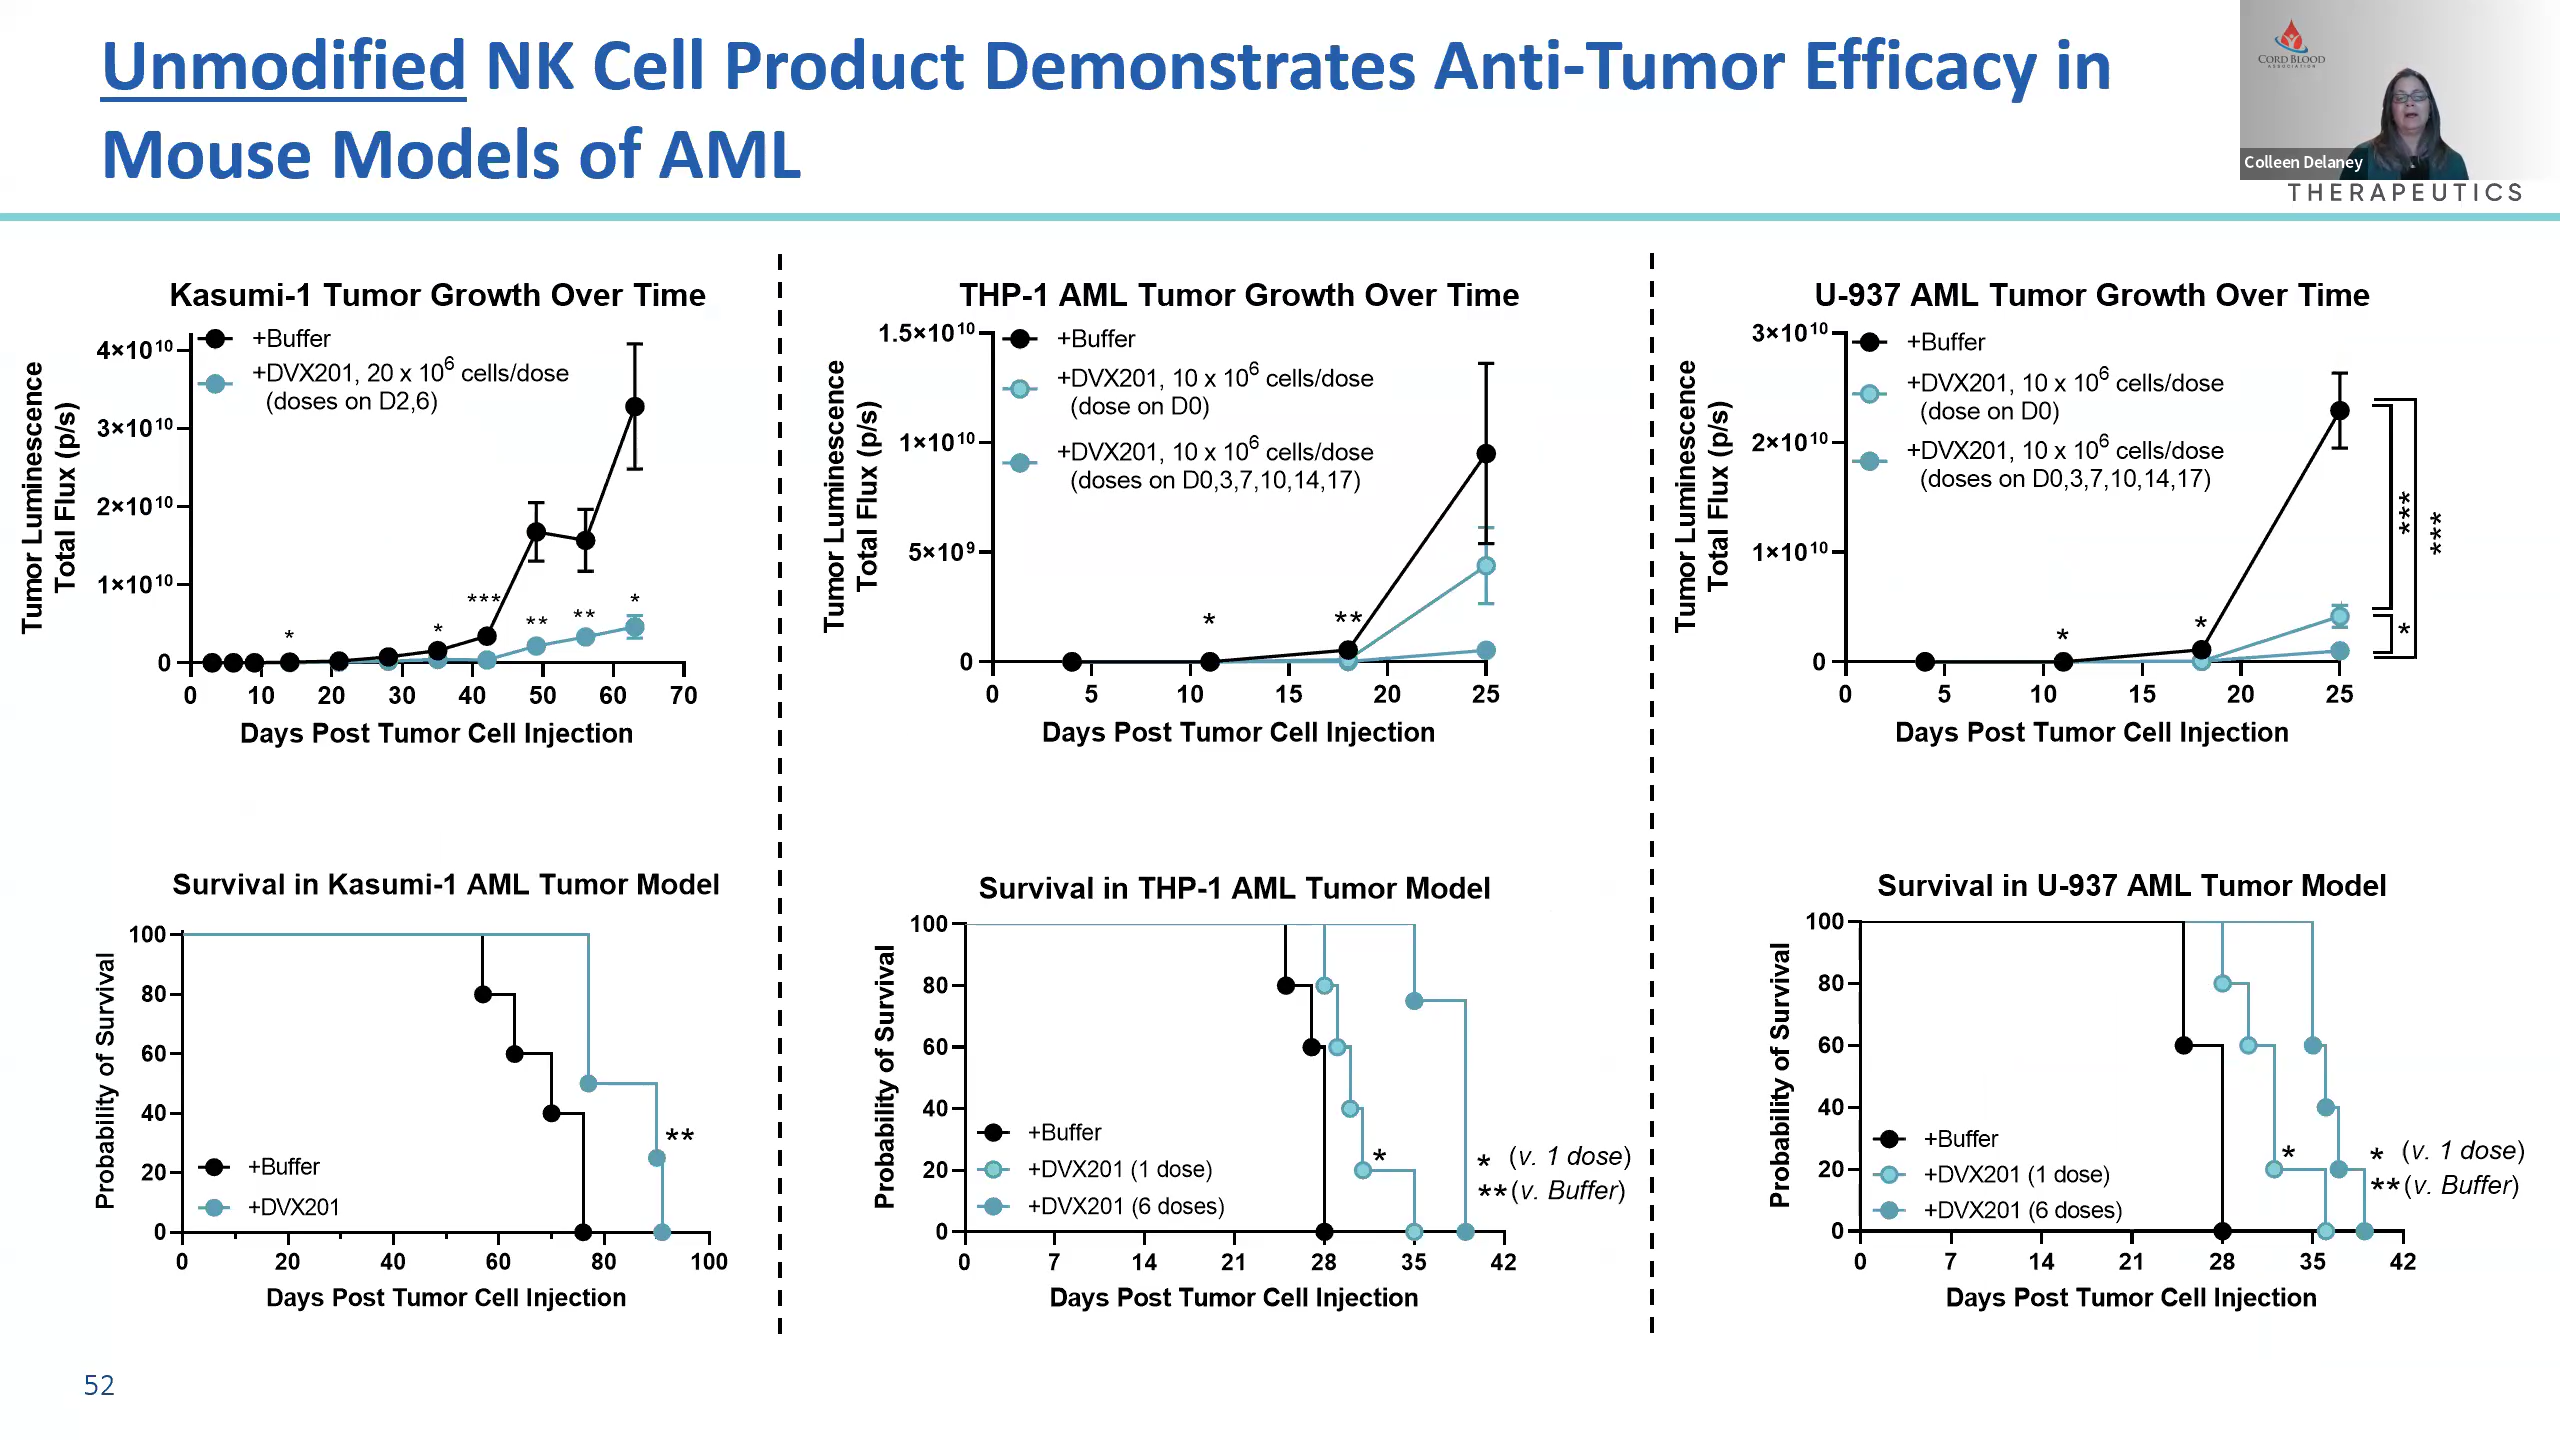 Unmodified NK Cell Product Demonstrates Anti-Tumor Efficacy in
Mouse Models of AML
CORD BLOOD
ASSOCIATION
Colleen Delaney
THERAPEUTICS
Kasumi-1 Tumor Growth Over Time
+Buffer
+DVX201, 20 x 10⁶ cells/dose
(doses on D2,6)
Tumor Luminescence
Total Flux (p/s)
4×10¹⁰
3×10¹⁰
2×10¹⁰
1×10¹⁰
0
* * *** ** ** *
0 10 20 30 40 50 60 70
Days Post Tumor Cell Injection
THP-1 AML Tumor Growth Over Time
+Buffer
+DVX201, 10 x 10⁶ cells/dose
(dose on D0)
+DVX201, 10 x 10⁶ cells/dose
(doses on D0,3,7,10,14,17)
Tumor Luminescence
Total Flux (p/s)
1.5×10¹⁰
1×10¹⁰
5×10⁹
0
* **
0 5 10 15 20 25
Days Post Tumor Cell Injection
U-937 AML Tumor Growth Over Time
+Buffer
+DVX201, 10 x 10⁶ cells/dose
(dose on D0)
+DVX201, 10 x 10⁶ cells/dose
(doses on D0,3,7,10,14,17)
Tumor Luminescence
Total Flux (p/s)
3×10¹⁰
2×10¹⁰
1×10¹⁰
0
* *
***
***
*
0 5 10 15 20 25
Days Post Tumor Cell Injection
Survival in Kasumi-1 AML Tumor Model
Probability of Survival
100
80
60
40
20
0
**
+Buffer
+DVX201
0 20 40 60 80 100
Days Post Tumor Cell Injection
Survival in THP-1 AML Tumor Model
Probability of Survival
100
80
60
40
20
0
+Buffer
+DVX201 (1 dose)
+DVX201 (6 doses)
*
* (v. 1 dose)
** (v. Buffer)
0 7 14 21 28 35 42
Days Post Tumor Cell Injection
Survival in U-937 AML Tumor Model
Probability of Survival
100
80
60
40
20
0
+Buffer
+DVX201 (1 dose)
+DVX201 (6 doses)
*
* (v. 1 dose)
** (v. Buffer)
0 7 14 21 28 35 42
Days Post Tumor Cell Injection
52